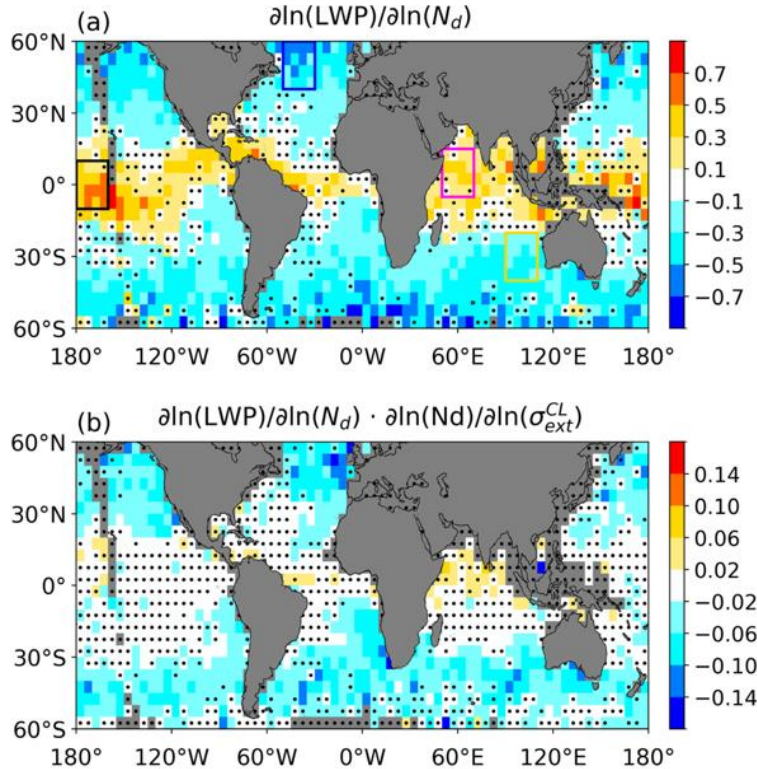 (a) ∂ln(LWP)/∂ln(N_d)
60°N
30°N
0°
30°S
60°S
180° 120°W 60°W 0°W 60°E 120°E 180°
0.7
0.5
0.3
0.1
−0.1
−0.3
−0.5
−0.7
(b) ∂ln(LWP)/∂ln(N_d) · ∂ln(Nd)/∂ln(σ_ext^CL)
60°N
30°N
0°
30°S
60°S
180° 120°W 60°W 0°W 60°E 120°E 180°
0.14
0.10
0.06
0.02
−0.02
−0.06
−0.10
−0.14